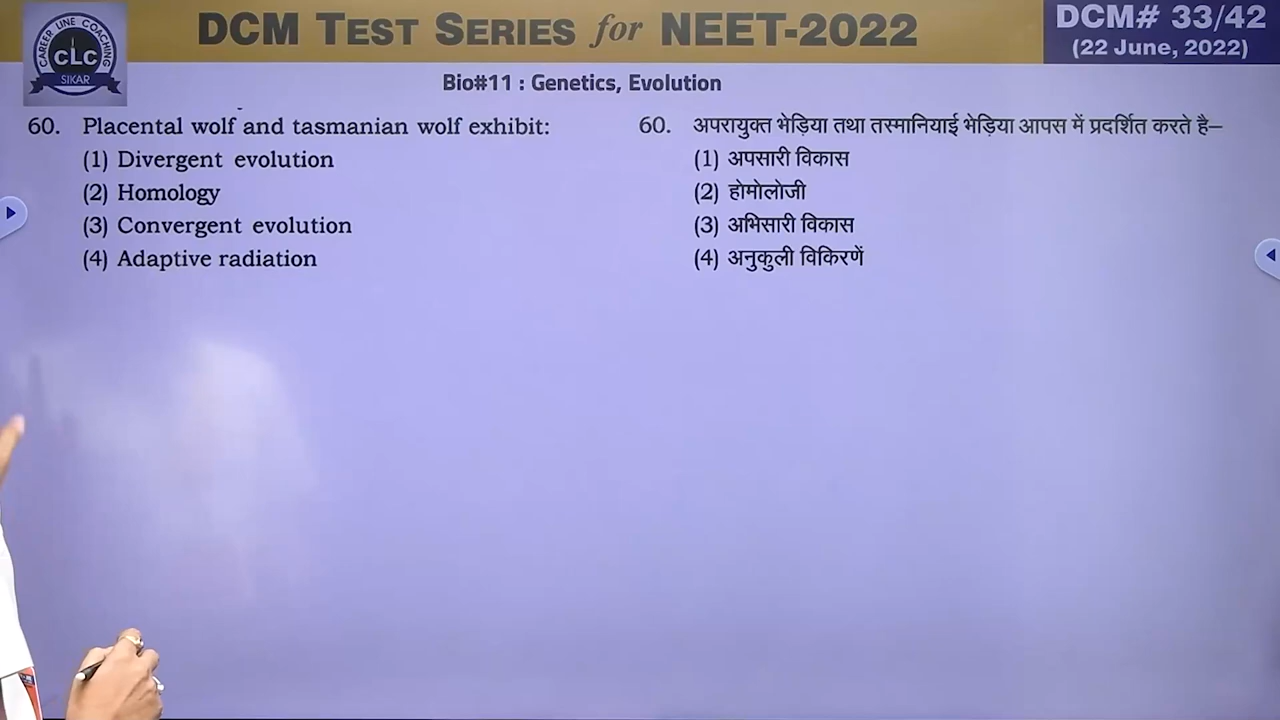 CAREER LINE COACHING
CLC
SIKAR
DCM TEST SERIES for NEET-2022
DCM# 33/42
(22 June, 2022)
Bio#11 : Genetics, Evolution
60. Placental wolf and tasmanian wolf exhibit:
(1) Divergent evolution
(2) Homology
(3) Convergent evolution
(4) Adaptive radiation
60. अपरायुक्त भेड़िया तथा तस्मानियाई भेड़िया आपस में प्रदर्शित करते है–
(1) अपसारी विकास
(2) होमोलोजी
(3) अभिसारी विकास
(4) अनुकुली विकिरणें